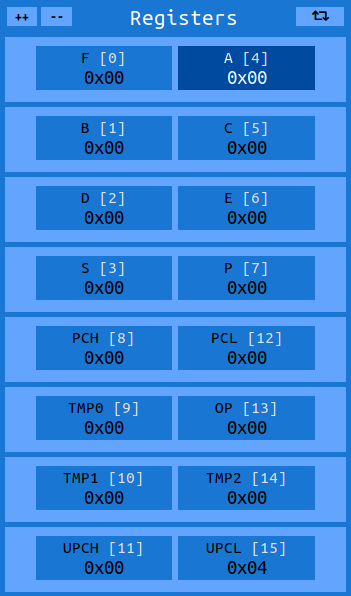 ++ -- Registers
F [0] A [4]
0x00 0x00
B [1] C [5]
0x00 0x00
D [2] E [6]
0x00 0x00
S [3] P [7]
0x00 0x00
PCH [8] PCL [12]
0x00 0x00
TMP0 [9] OP [13]
0x00 0x00
TMP1 [10] TMP2 [14]
0x00 0x00
UPCH [11] UPCL [15]
0x00 0x04